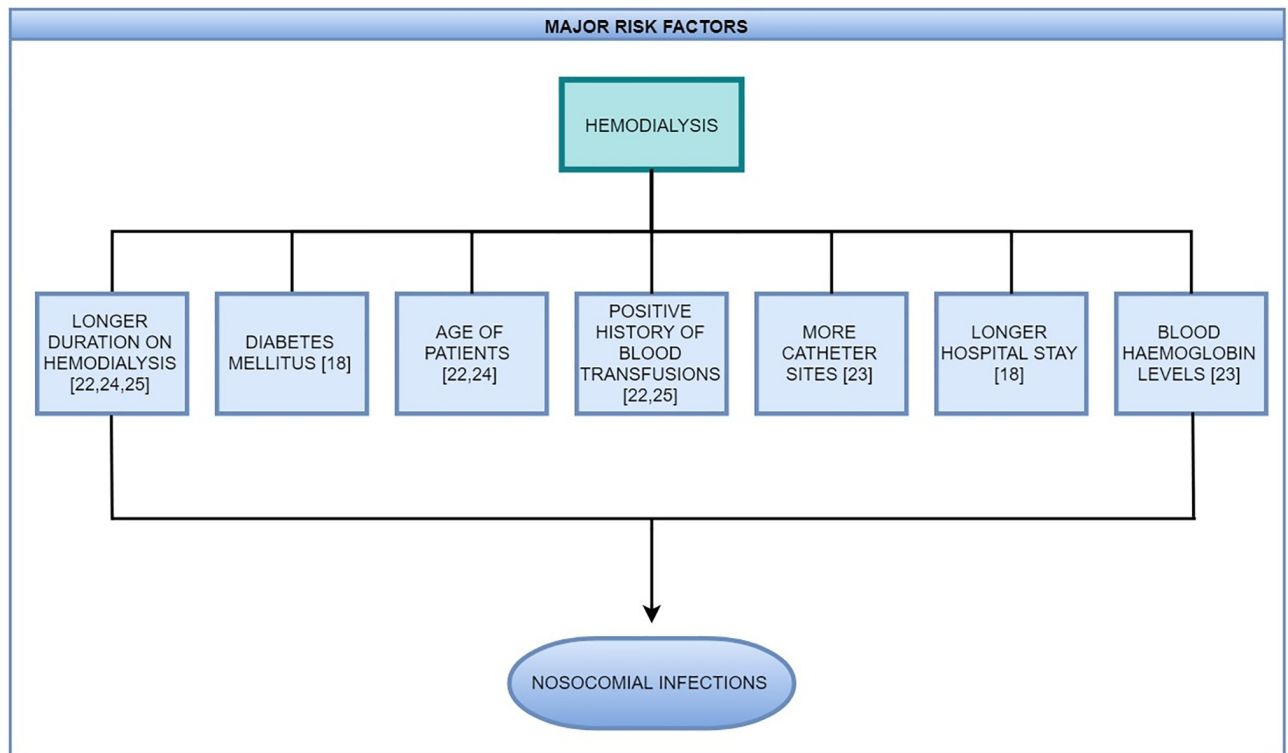 MAJOR RISK FACTORS
HEMODIALYSIS
LONGER
DURATION ON
HEMODIALYSIS
[22,24,25]
DIABETES
MELLITUS [18]
AGE OF
PATIENTS
[22,24]
POSITIVE
HISTORY OF
BLOOD
TRANSFUSIONS
[22,25]
MORE
CATHETER
SITES [23]
LONGER
HOSPITAL STAY
[18]
BLOOD
HAEMOGLOBIN
LEVELS [23]
NOSOCOMIAL INFECTIONS